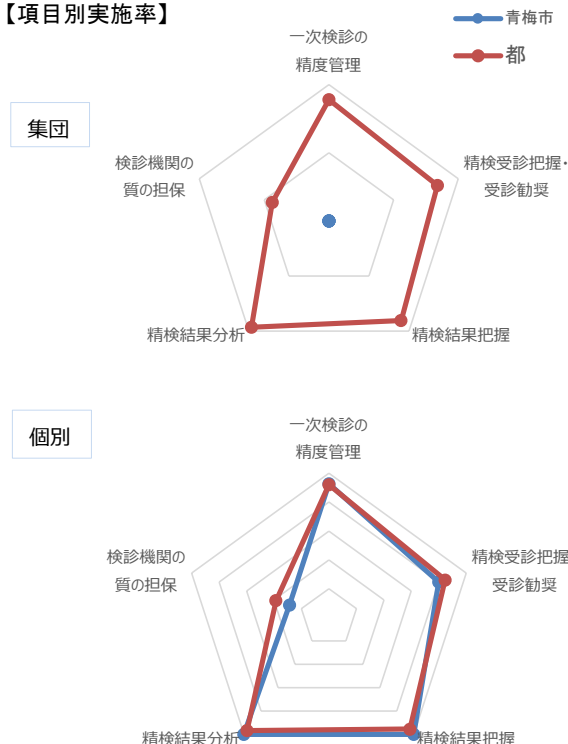 【項目別実施率】
青梅市
都
集団
一次検診の
精度管理
精検受診把握・
受診勧奨
精検結果把握
精検結果分析
検診機関の
質の担保
個別
一次検診の
精度管理
精検受診把握
受診勧奨
精検結果把握
精検結果分析
検診機関の
質の担保